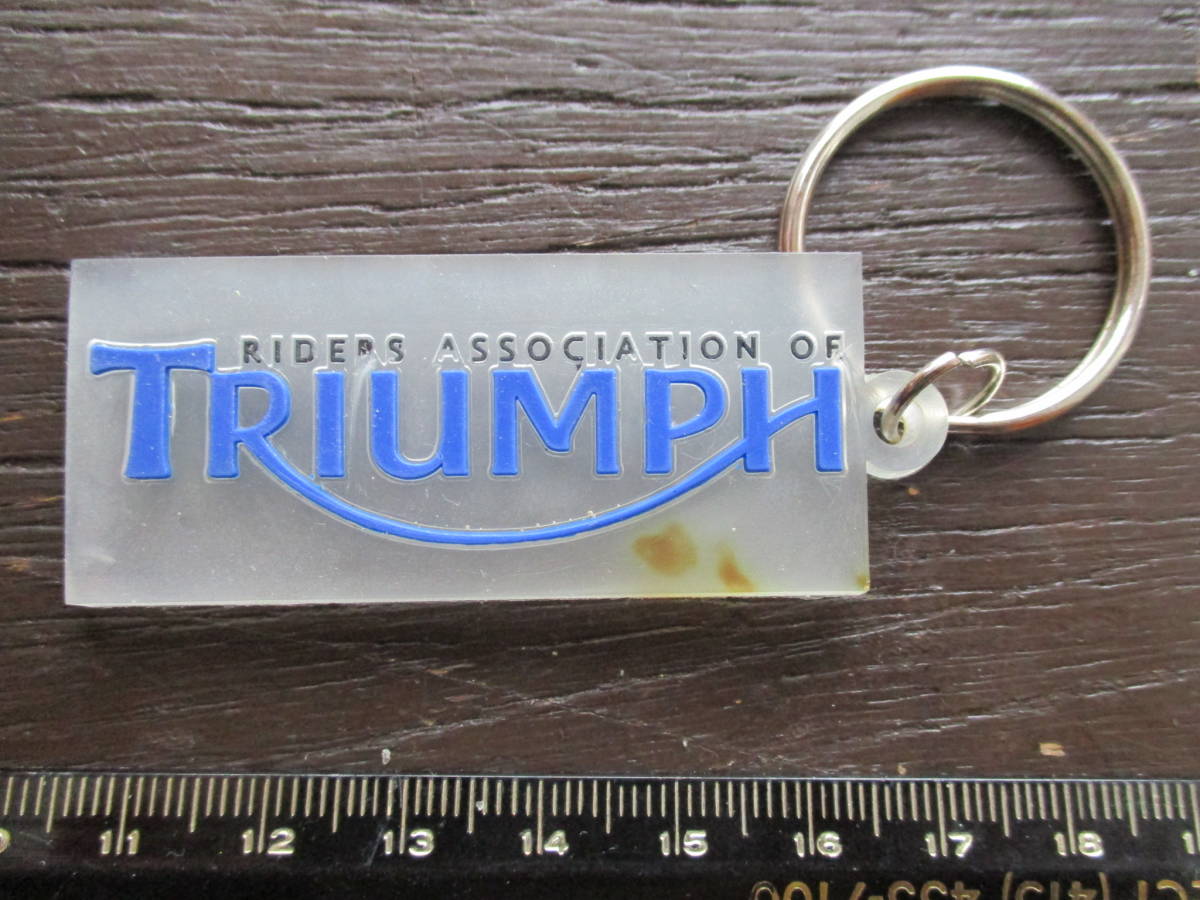 RIDERS ASSOCIATION OF
TRIUMPH
11 12 13 14 15 16 17 18